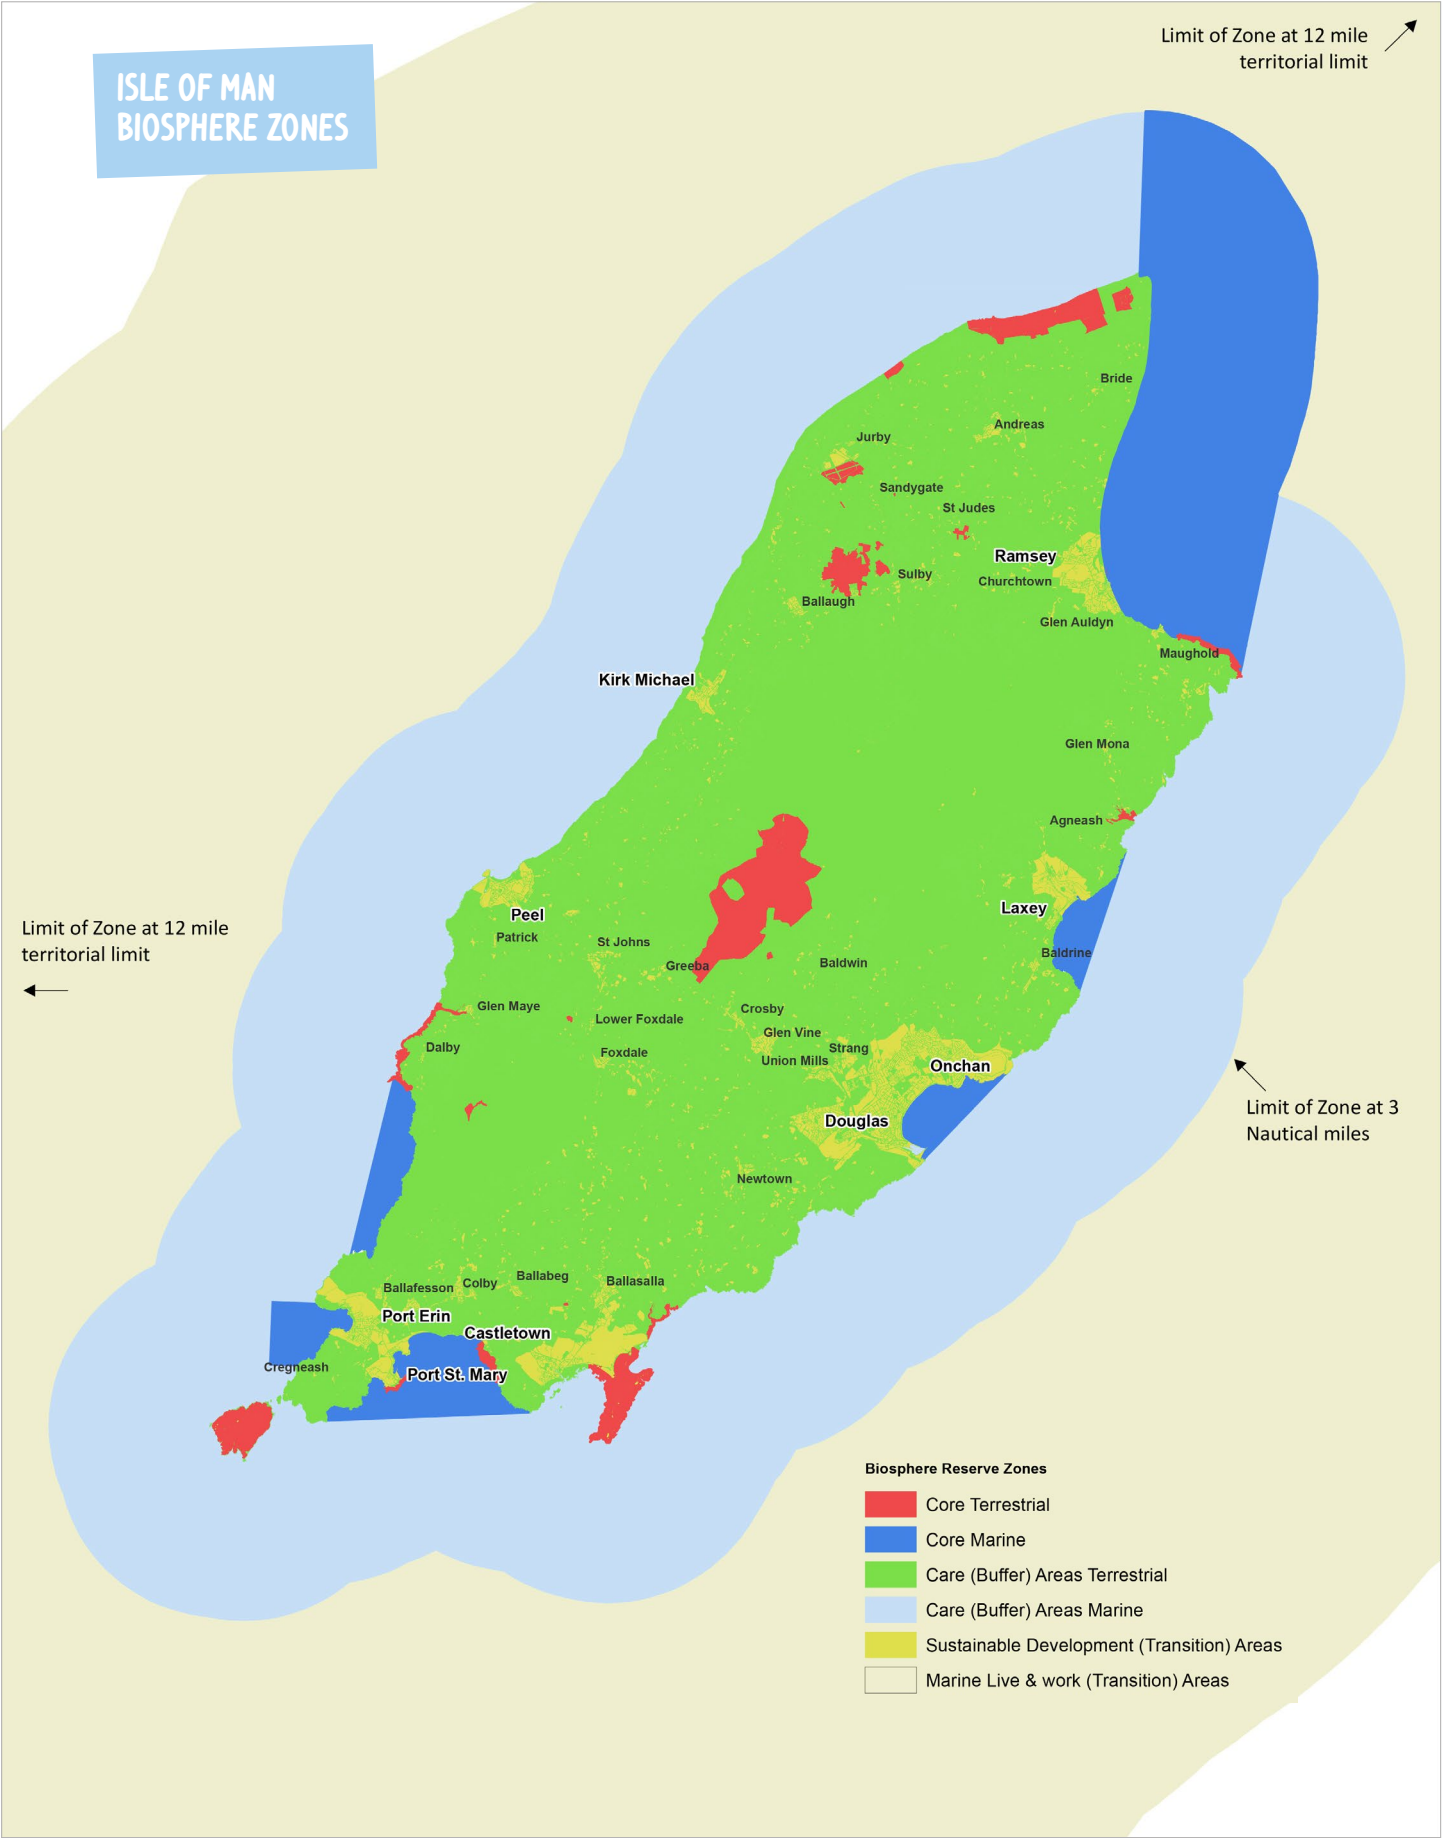 Limit of Zone at 12 mile
territorial limit
ISLE OF MAN
BIOSPHERE ZONES
Bride
Andreas
Jurby
Sandygate
St Judes
Ramsey
Sulby
Churchtown
Ballaugh
Glen Auldyn
Maughold
Kirk Michael
Glen Mona
Agneash
Laxey
Peel
Limit of Zone at 12 mile
territorial limit
Patrick
St Johns
Baldrine
Greeba
Baldwin
Glen Maye
Crosby
Lower Foxdale
Glen Vine
Dalby
Strang
Foxdale
Union Mills
Onchan
Limit of Zone at 3
Nautical miles
Douglas
Newtown
Ballabeg
Ballasalla
Colby
Ballafesson
Port Erin
Castletown
Cregneash
Port St. Mary
Biosphere Reserve Zones
Core Terrestrial
Core Marine
Care (Buffer) Areas Terrestrial
Care (Buffer) Areas Marine
Sustainable Development (Transition) Areas
Marine Live & work (Transition) Areas